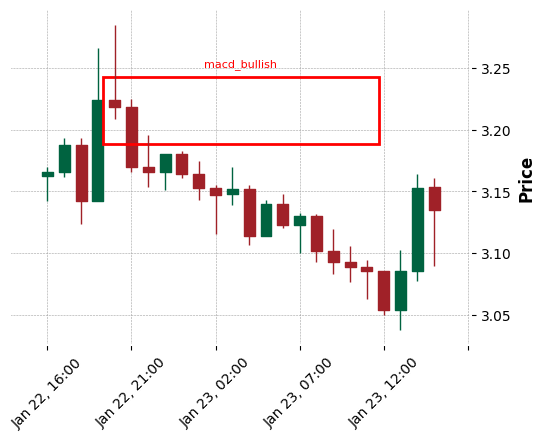 macd_bullish
3.25
3.20
3.15
3.10
3.05
Price
Jan 22, 16:00
Jan 22, 21:00
Jan 23, 02:00
Jan 23, 07:00
Jan 23, 12:00